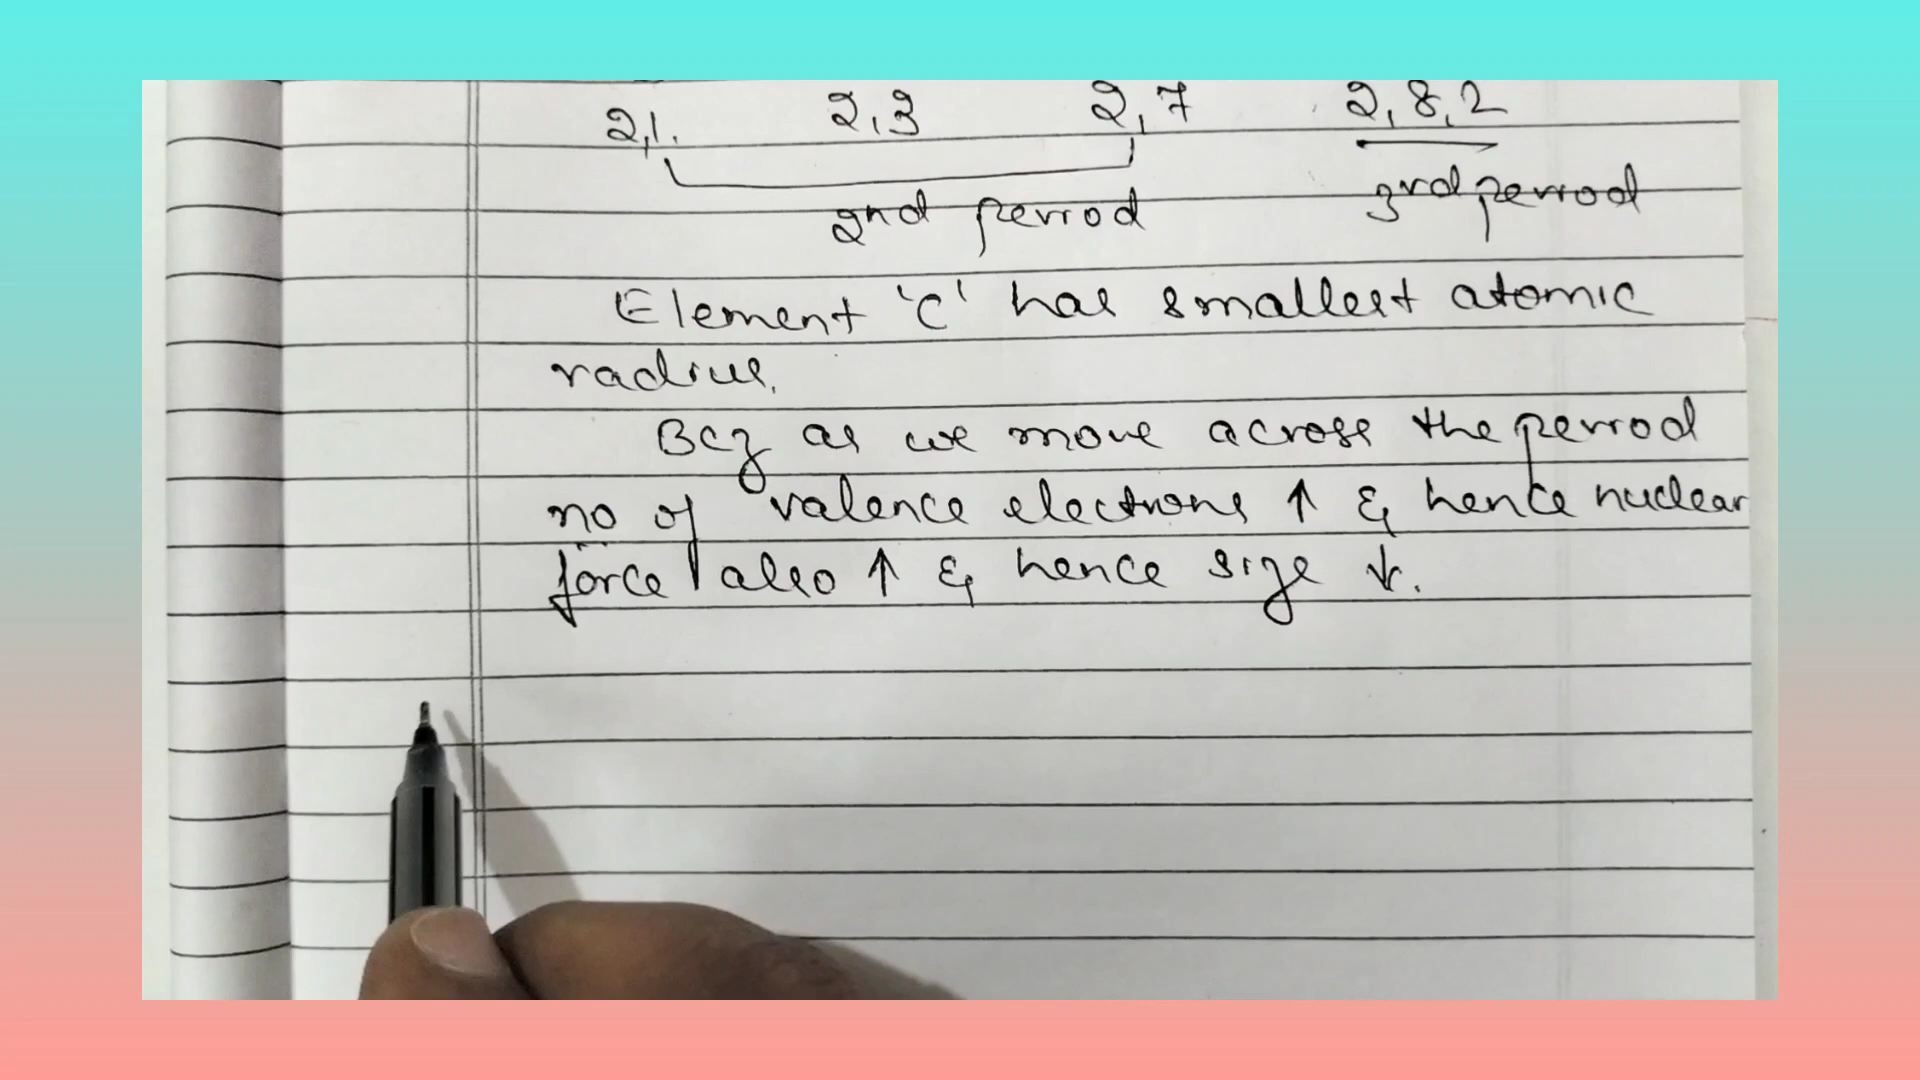 2,1. 2,3 2,7 2,8,2
2nd period 3rd period
Element 'C' has smallest atomic
radius.
Bcz as we move across the period
no of valence electrons ↑ & hence nuclear
force also ↑ & hence size ↓.